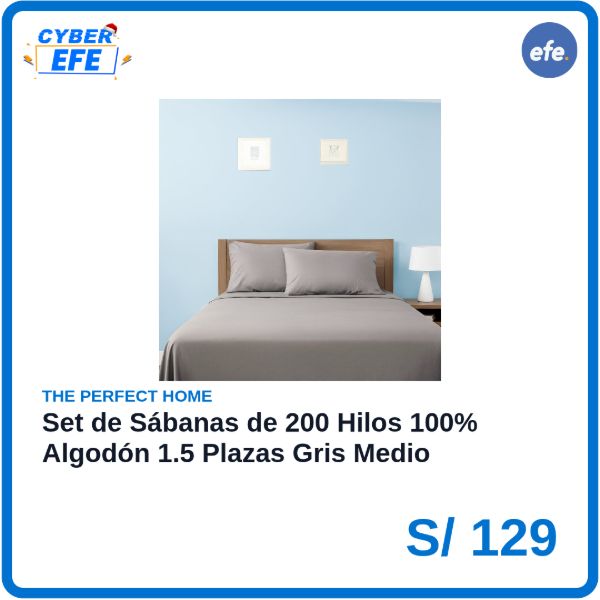 CYBER
EFE
efe.
THE PERFECT HOME
Set de Sábanas de 200 Hilos 100%
Algodón 1.5 Plazas Gris Medio
S/ 129